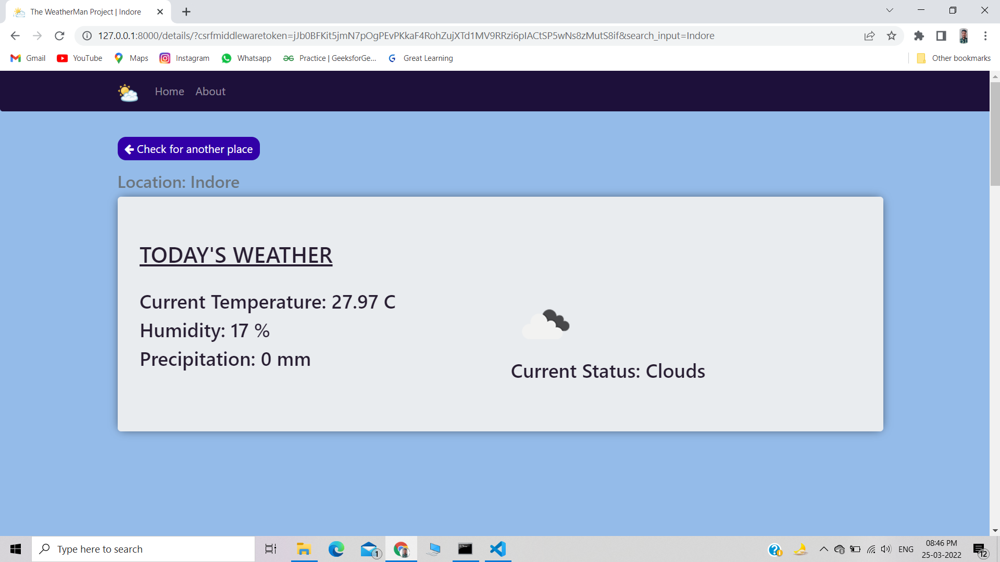 The WeatherMan Project | Indore
127.0.0.1:8000/details/?csrfmiddlewaretoken=jJb0BFKit5jmN7pOgPEvPKkaF4RohZujXTd1MV9RRzi6pIACtSP5wNs8zMutS8if&search_input=Indore
Gmail YouTube Maps Instagram Whatsapp Practice | GeeksforGe... Great Learning Other bookmarks
Home About
Check for another place
Location: Indore
TODAY'S WEATHER
Current Temperature: 27.97 C
Humidity: 17 %
Precipitation: 0 mm
Current Status: Clouds
Type here to search
1
ENG
08:46 PM
25-03-2022
12